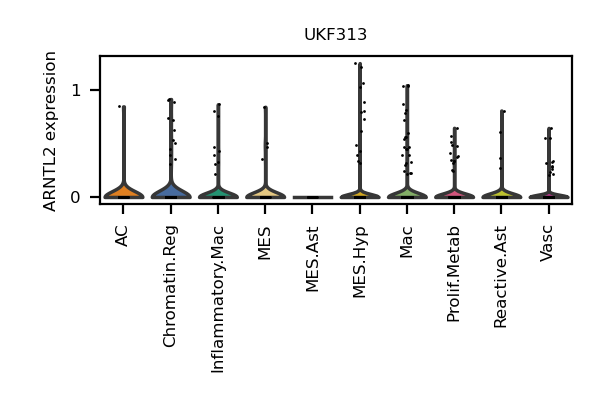 UKF313
ARNTL2 expression
1
0
AC
Chromatin.Reg
Inflammatory.Mac
MES
MES.Ast
MES.Hyp
Mac
Prolif.Metab
Reactive.Ast
Vasc